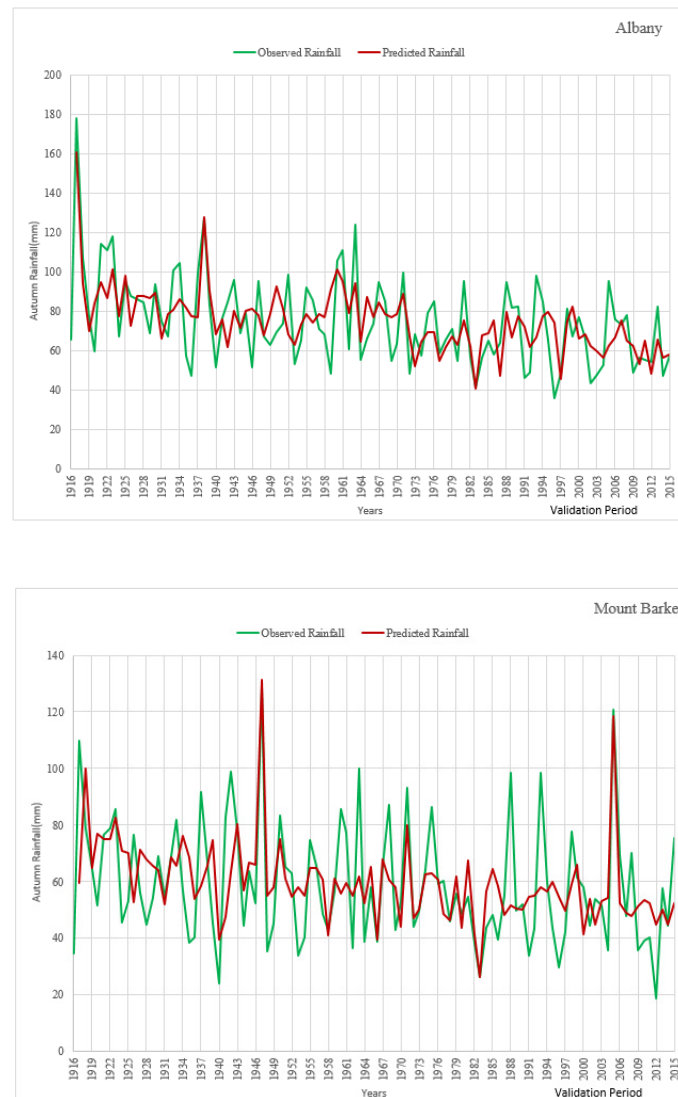 Albany
Observed Rainfall Predicted Rainfall
200
180
160
140
120
100
80
60
40
20
0
Autumn Rainfall(mm)
1916 1919 1922 1925 1928 1931 1934 1937 1940 1943 1946 1949 1952 1955 1958 1961 1964 1967 1970 1973 1976 1979 1982 1985 1988 1991 1994 1997 2000 2003 2006 2009 2012 2015
Years Validation Period
Mount Barke
Observed Rainfall Predicted Rainfall
140
120
100
80
60
40
20
0
Autumn Rainfall(mm)
1916 1919 1922 1925 1928 1931 1934 1937 1940 1943 1946 1949 1952 1955 1958 1961 1964 1967 1970 1973 1976 1979 1982 1985 1988 1991 1994 1997 2000 2003 2006 2009 2012 2015
Years Validation Period